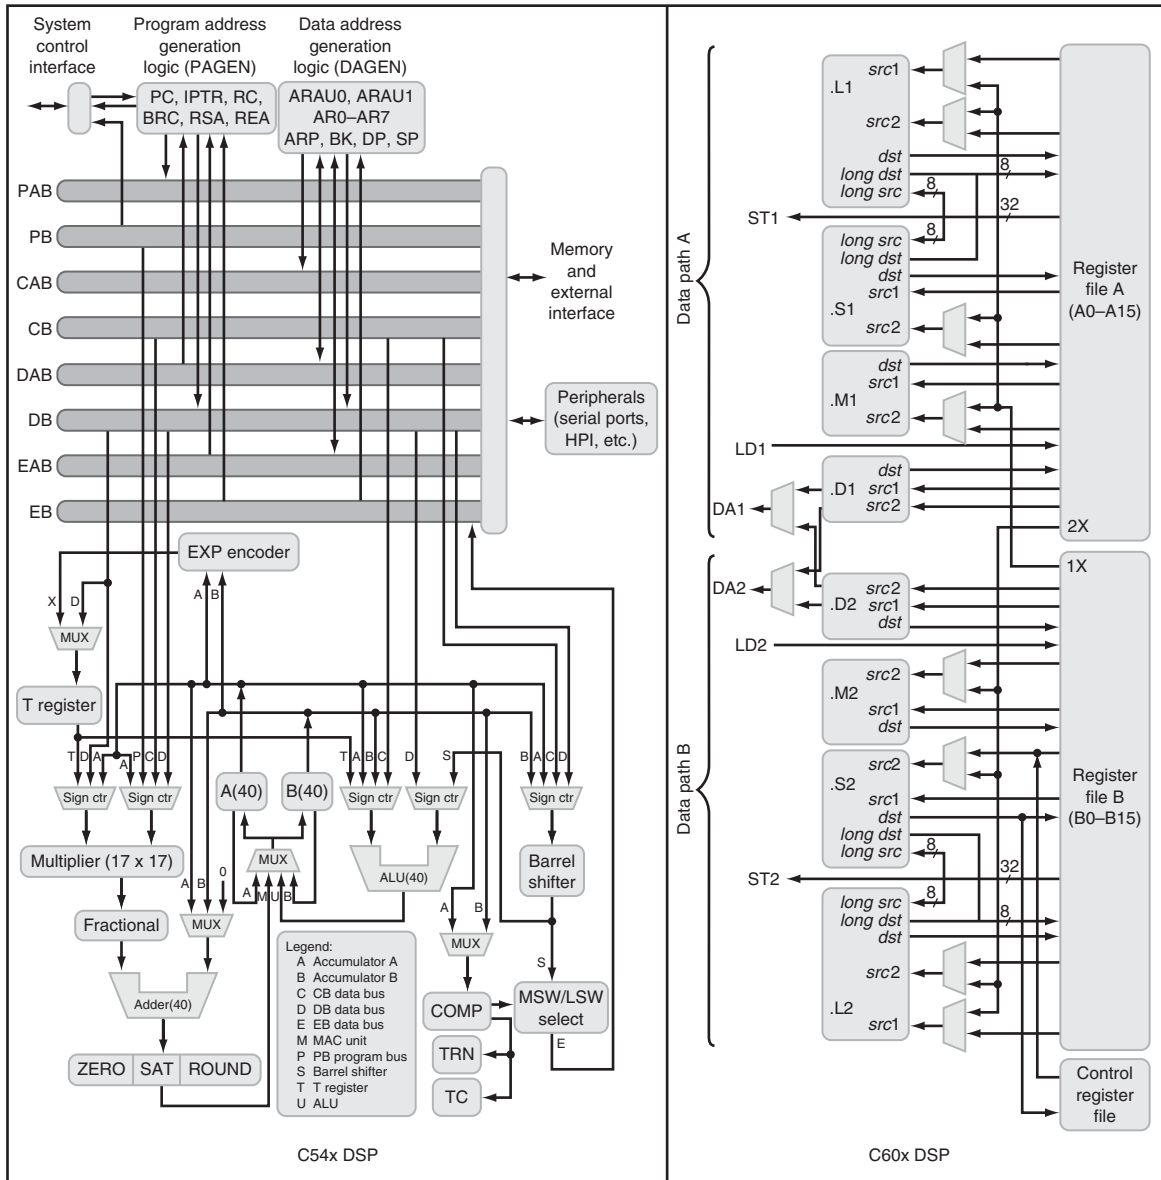 System
control
interface
Program address
generation
logic (PAGEN)
Data address
generation
logic (DAGEN)
PC, IPTR, RC,
BRC, RSA, REA
ARAU0, ARAU1
AR0–AR7
ARP, BK, DP, SP
PAB
PB
CAB
CB
DAB
DB
EAB
EB
Memory
and
external
interface
Peripherals
(serial ports,
HPI, etc.)
EXP encoder
A
B
X
D
MUX
T register
T
D
A
A
P
C
D
Sign ctr
Sign ctr
A(40)
B(40)
T
A
B
C
D
S
Sign ctr
Sign ctr
B
A
C
D
Sign ctr
Multiplier (17 x 17)
MUX
A
M
U
B
ALU(40)
Barrel
shifter
Fractional
A
B
0
MUX
Adder(40)
ZERO
SAT
ROUND
A
B
MUX
COMP
S
MSW/LSW
select
E
TRN
TC
Legend:
A Accumulator A
B Accumulator B
C CB data bus
D DB data bus
E EB data bus
M MAC unit
P PB program bus
S Barrel shifter
T T register
U ALU
C54x DSP
Data path A
.L1
src1
src2
dst
long dst
long src
8
8
ST1
32
8
long src
long dst
dst
src1
.S1
src2
dst
src1
.M1
src2
LD1
dst
.D1
src1
src2
DA1
Register
file A
(A0–A15)
2X
Data path B
1X
DA2
src2
.D2
src1
dst
LD2
src2
.M2
src1
dst
src2
.S2
src1
dst
long dst
long src
8
ST2
32
8
8
long src
long dst
dst
src2
.L2
src1
Register
file B
(B0–B15)
Control
register
file
C60x DSP